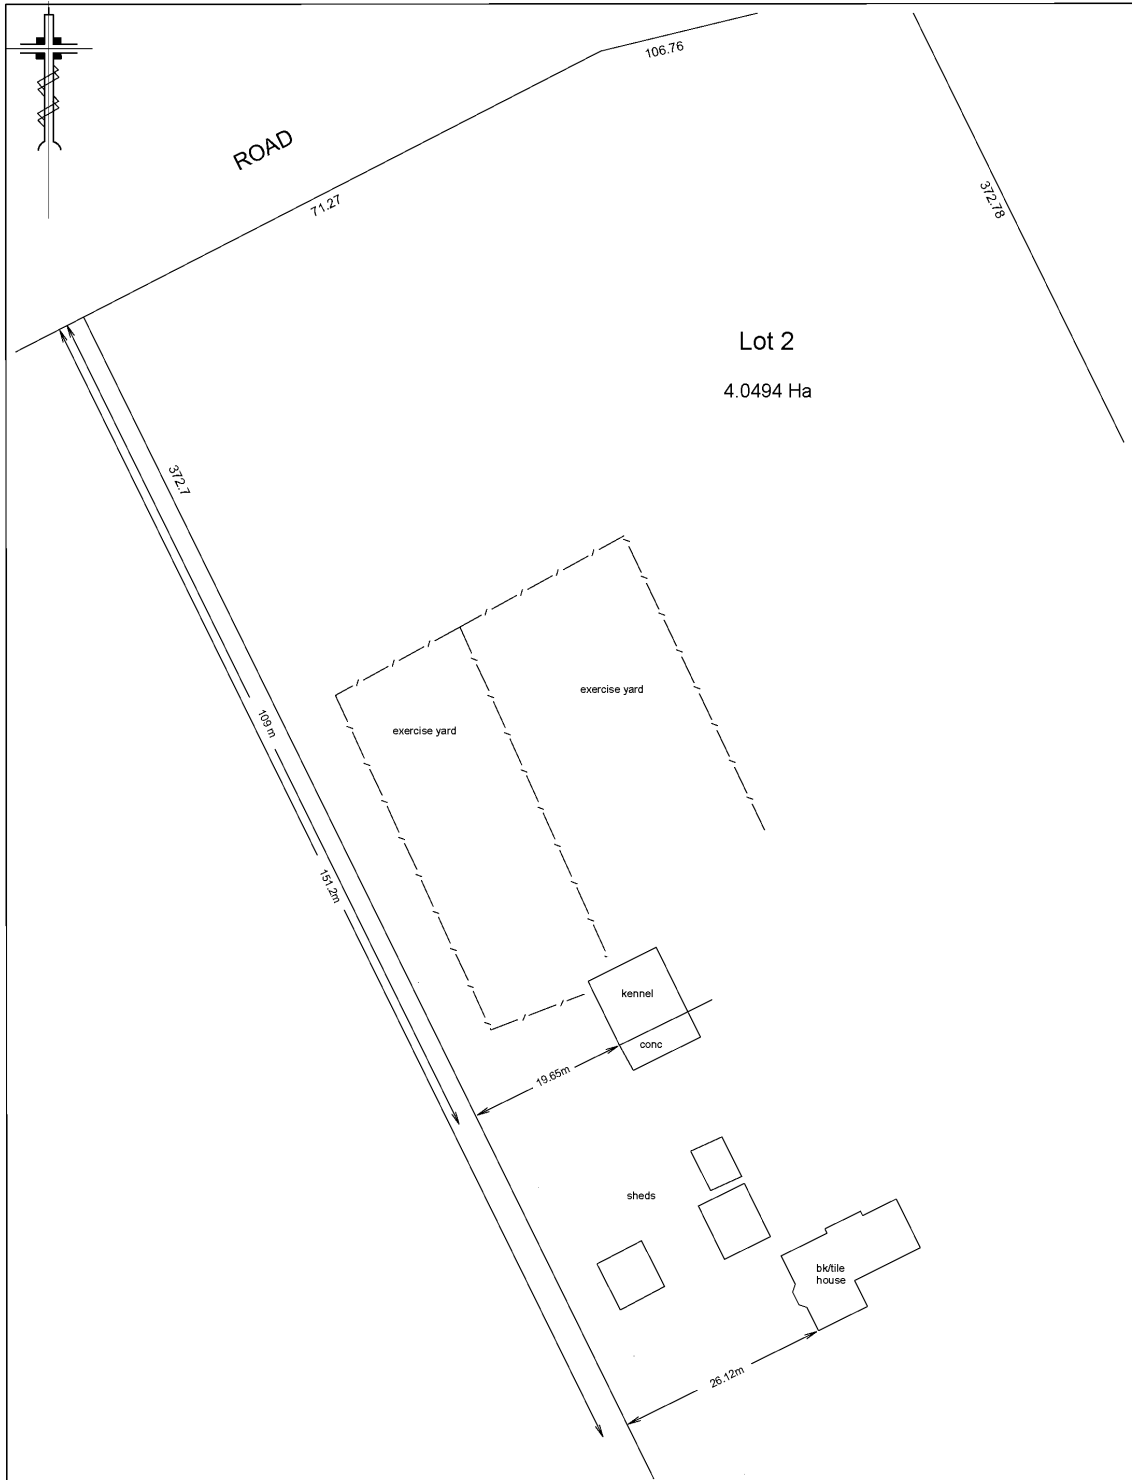 106.76
ROAD
71.27
372.78
Lot 2
4.0494 Ha
372.7
exercise yard
exercise yard
109 m
151.2m
kennel
conc
19.65m
sheds
bk/tile
house
26.12m